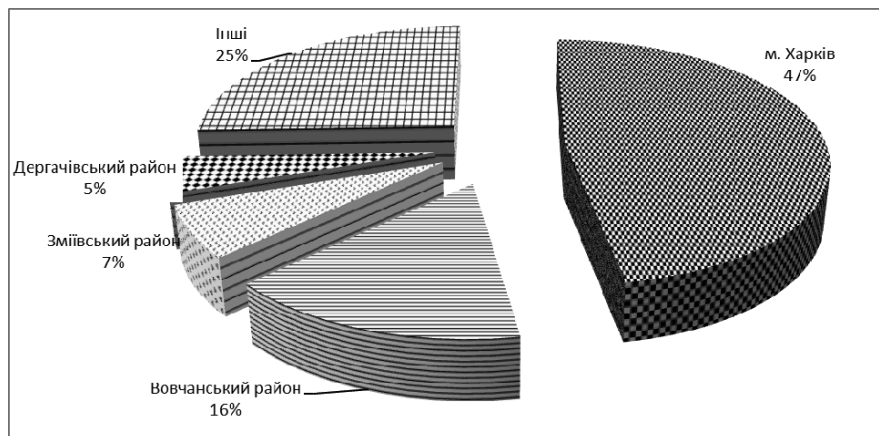 Інші
25%
м. Харків
47%
Дергачівський район
5%
Зміївський район
7%
Вовчанський район
16%